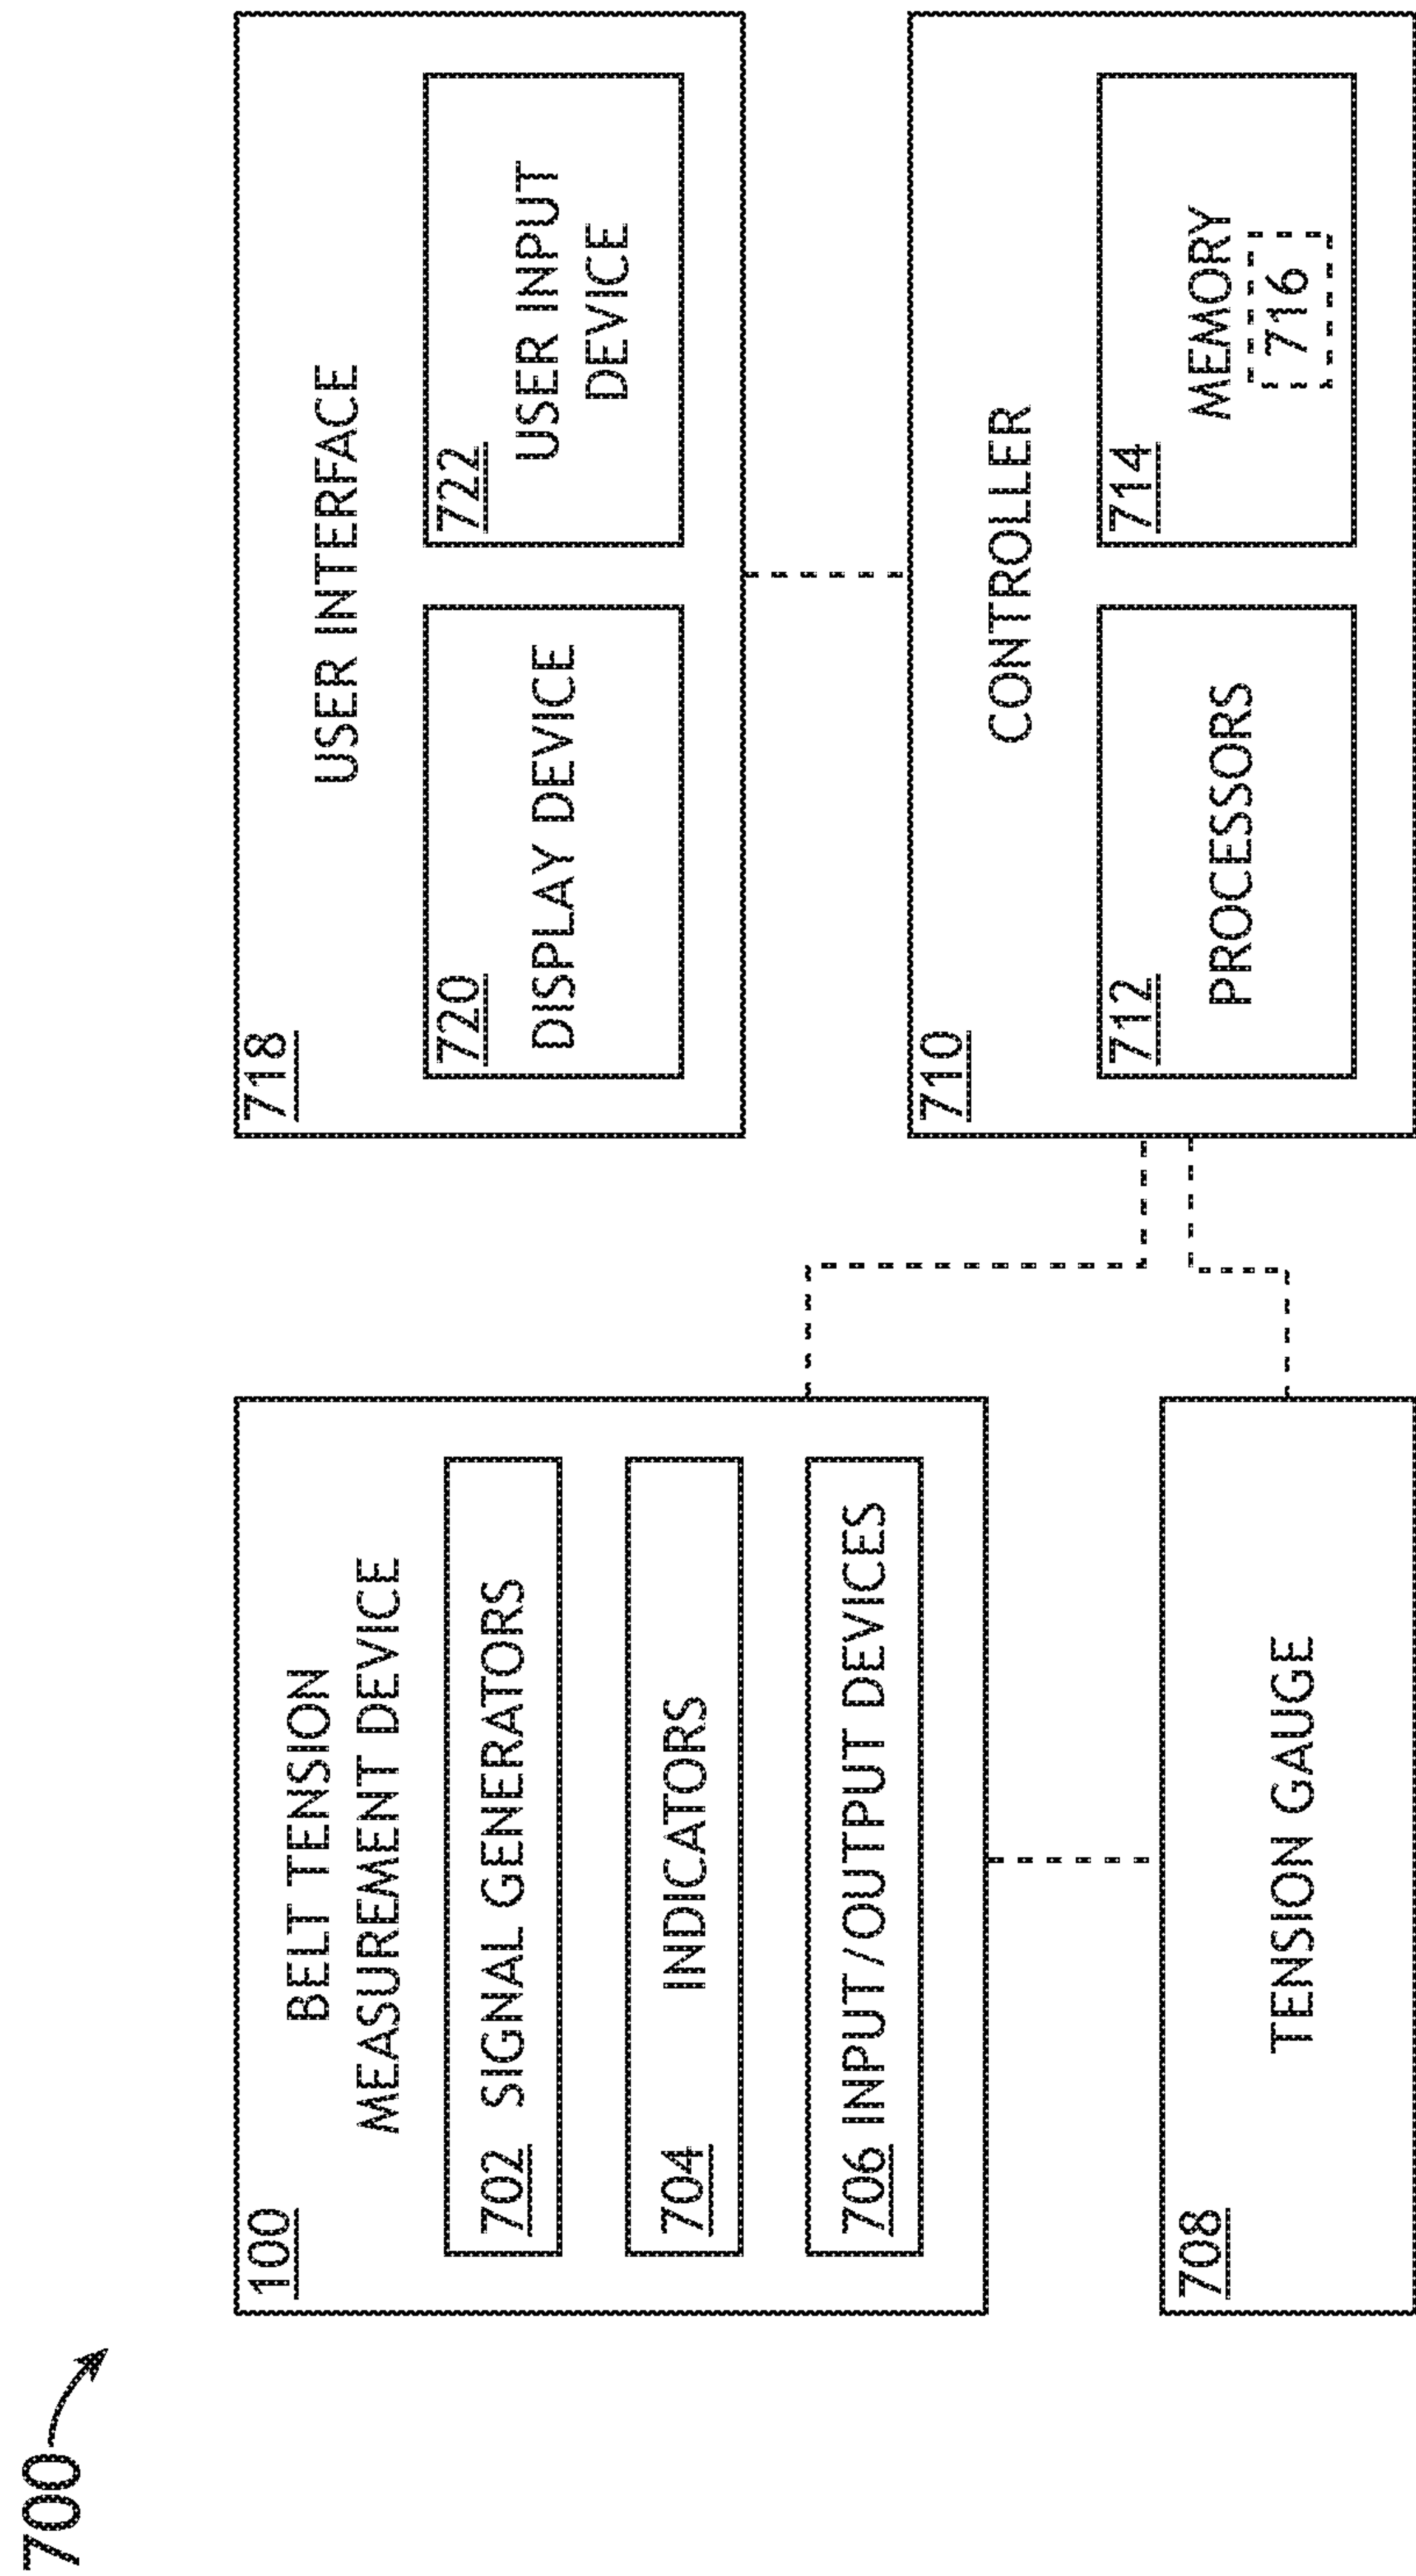 700
100
BELT TENSION
MEASUREMENT DEVICE
702 SIGNAL GENERATORS
704 INDICATORS
706 INPUT/OUTPUT DEVICES
708
TENSION GAUGE
718
USER INTERFACE
720
DISPLAY DEVICE
722
USER INPUT
DEVICE
710
CONTROLLER
712
PROCESSORS
714
MEMORY
716